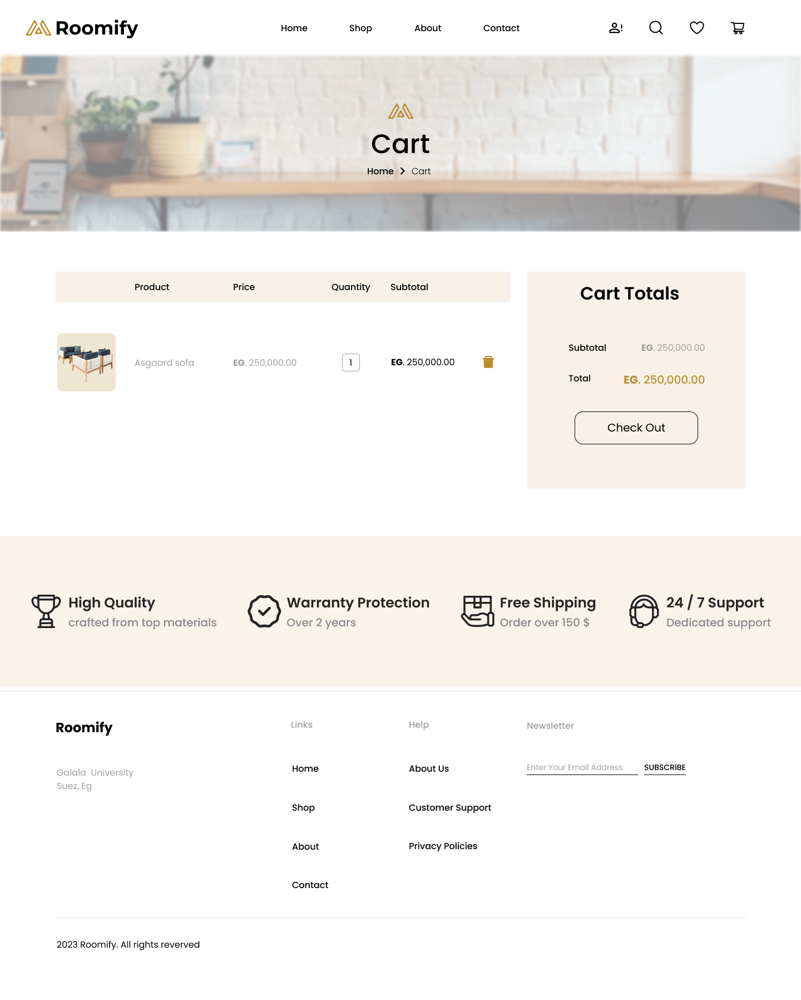 Roomify
Home Shop About Contact
Cart
Home Cart
Product Price Quantity Subtotal
Asgaard sofa EG. 250,000.00 1 EG. 250,000.00
Cart Totals
Subtotal EG. 250,000.00
Total EG. 250,000.00
Check Out
High Quality
crafted from top materials
Warranty Protection
Over 2 years
Free Shipping
Order over 150 $
24 / 7 Support
Dedicated support
Roomify
Galala University
Suez, Eg
Links
Home
Shop
About
Contact
Help
About Us
Customer Support
Privacy Policies
Newsletter
Enter Your Email Address SUBSCRIBE
2023 Roomify. All rights reverved